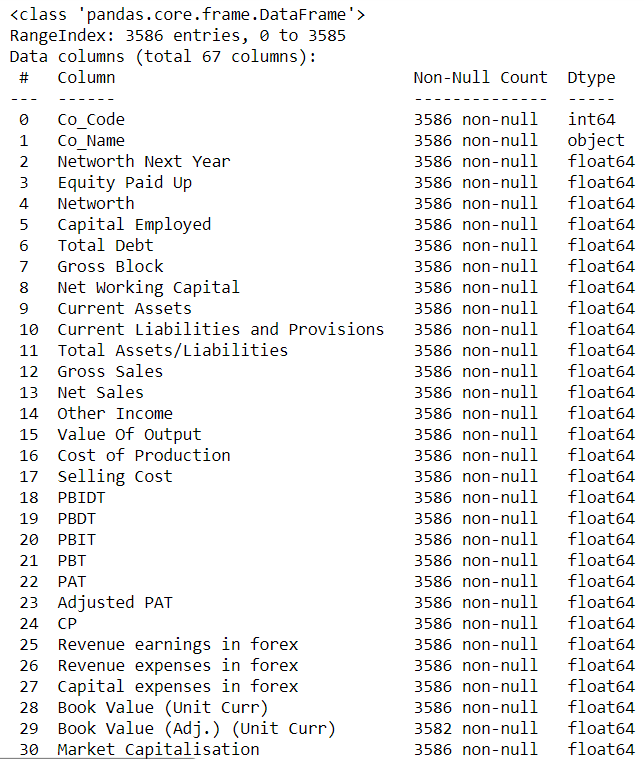 <class 'pandas.core.frame.DataFrame'>
RangeIndex: 3586 entries, 0 to 3585
Data columns (total 67 columns):
 #   Column                             Non-Null Count  Dtype
---  ------                             --------------  -----
 0   Co_Code                            3586 non-null   int64
 1   Co_Name                            3586 non-null   object
 2   Networth Next Year                 3586 non-null   float64
 3   Equity Paid Up                     3586 non-null   float64
 4   Networth                           3586 non-null   float64
 5   Capital Employed                   3586 non-null   float64
 6   Total Debt                         3586 non-null   float64
 7   Gross Block                        3586 non-null   float64
 8   Net Working Capital                3586 non-null   float64
 9   Current Assets                     3586 non-null   float64
 10  Current Liabilities and Provisions 3586 non-null   float64
 11  Total Assets/Liabilities           3586 non-null   float64
 12  Gross Sales                        3586 non-null   float64
 13  Net Sales                          3586 non-null   float64
 14  Other Income                       3586 non-null   float64
 15  Value Of Output                    3586 non-null   float64
 16  Cost of Production                 3586 non-null   float64
 17  Selling Cost                       3586 non-null   float64
 18  PBIDT                              3586 non-null   float64
 19  PBDT                               3586 non-null   float64
 20  PBIT                               3586 non-null   float64
 21  PBT                                3586 non-null   float64
 22  PAT                                3586 non-null   float64
 23  Adjusted PAT                       3586 non-null   float64
 24  CP                                 3586 non-null   float64
 25  Revenue earnings in forex          3586 non-null   float64
 26  Revenue expenses in forex          3586 non-null   float64
 27  Capital expenses in forex          3586 non-null   float64
 28  Book Value (Unit Curr)             3586 non-null   float64
 29  Book Value (Adj.) (Unit Curr)      3582 non-null   float64
 30  Market Capitalisation              3586 non-null   float64